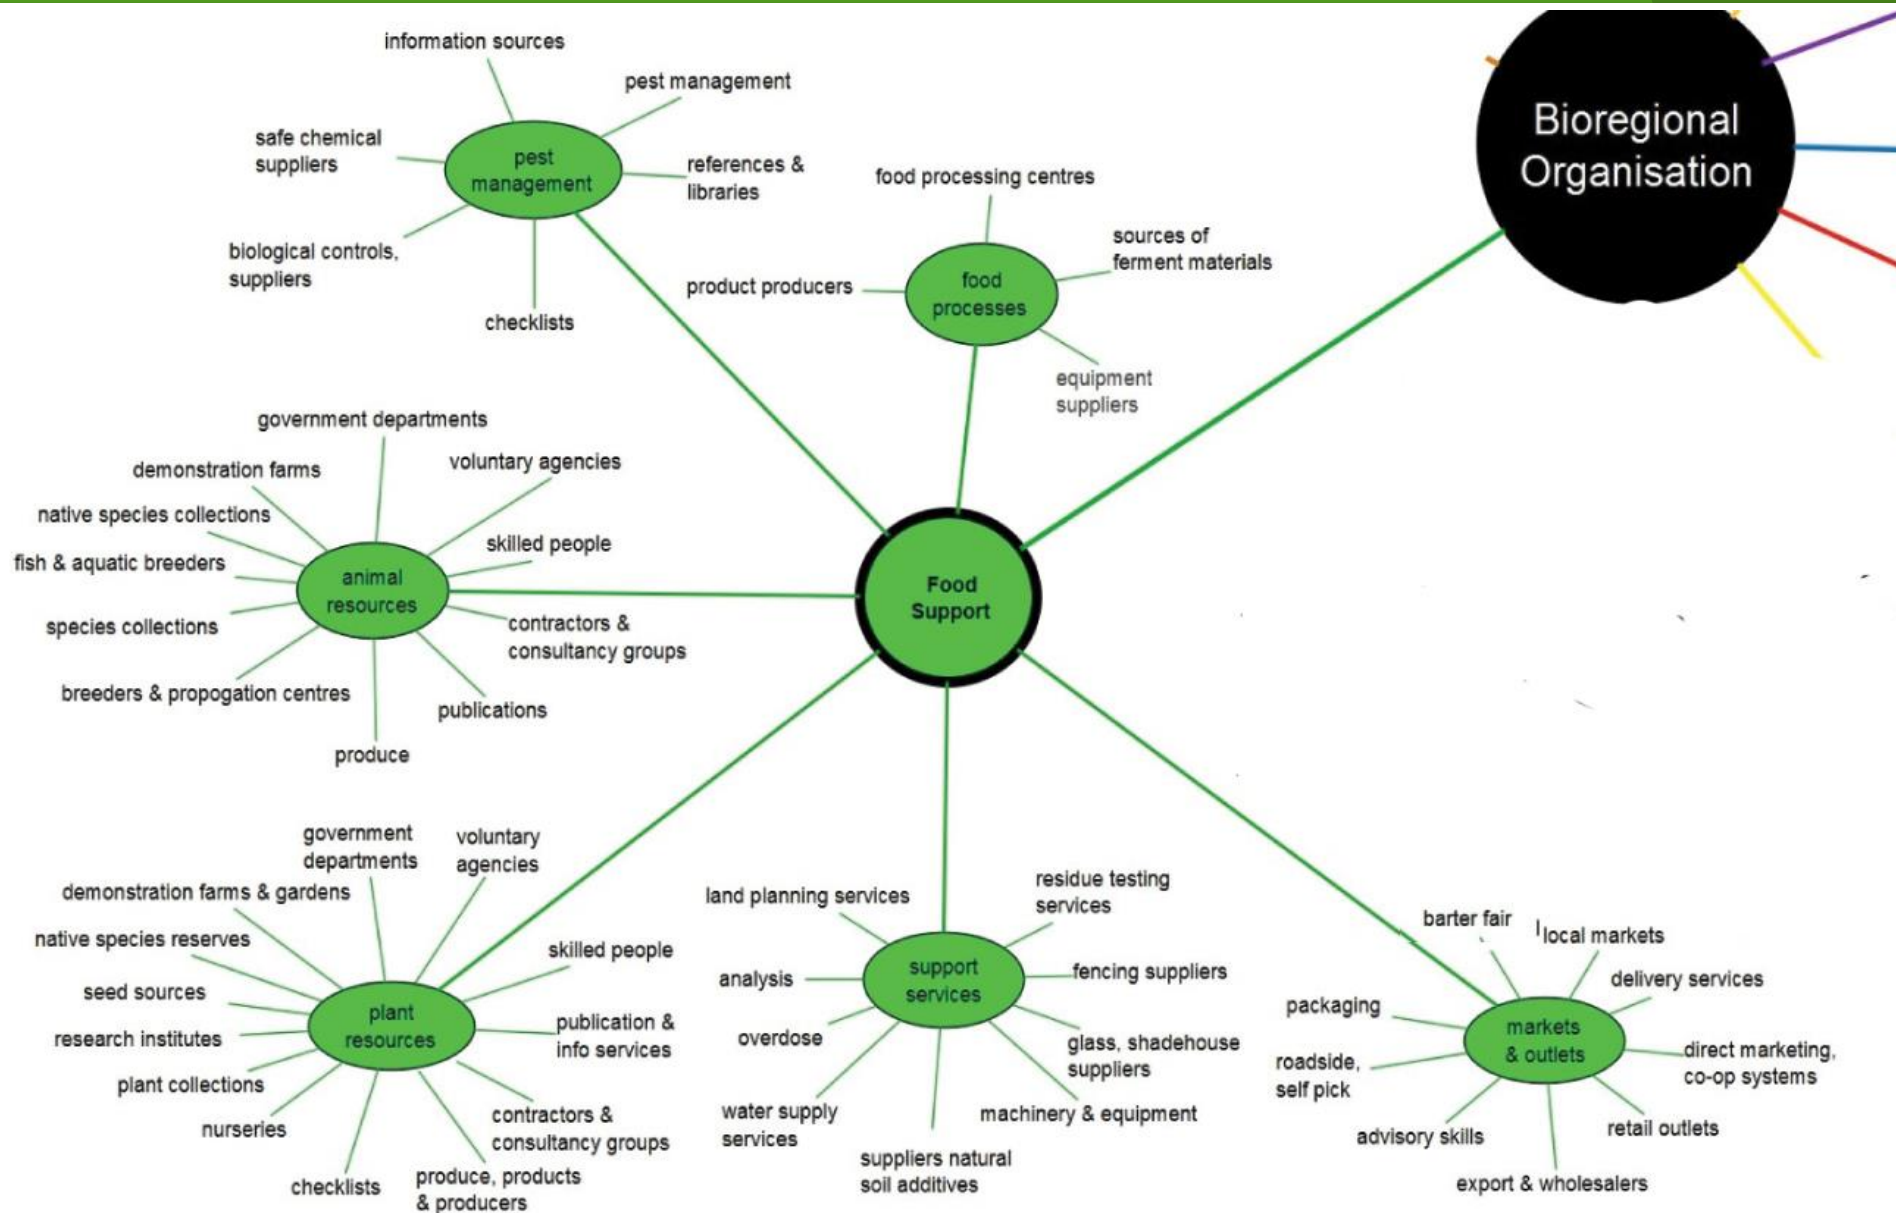 Bioregional
Organisation
information sources
pest management
safe chemical
suppliers
pest
management
references &
libraries
biological controls,
suppliers
checklists
food processing centres
sources of
ferment materials
product producers
food
processes
equipment
suppliers
government departments
demonstration farms
voluntary agencies
native species collections
skilled people
fish & aquatic breeders
animal
resources
species collections
contractors &
consultancy groups
breeders & propogation centres
publications
produce
Food
Support
government
departments
voluntary
agencies
demonstration farms & gardens
native species reserves
skilled people
seed sources
plant
resources
research institutes
publication &
info services
plant collections
nurseries
contractors &
consultancy groups
checklists
produce, products
& producers
land planning services
residue testing
services
analysis
support
services
fencing suppliers
overdose
glass, shadehouse
suppliers
water supply
services
machinery & equipment
suppliers natural
soil additives
barter fair
local markets
delivery services
packaging
markets
& outlets
roadside,
self pick
direct marketing,
co-op systems
advisory skills
retail outlets
export & wholesalers